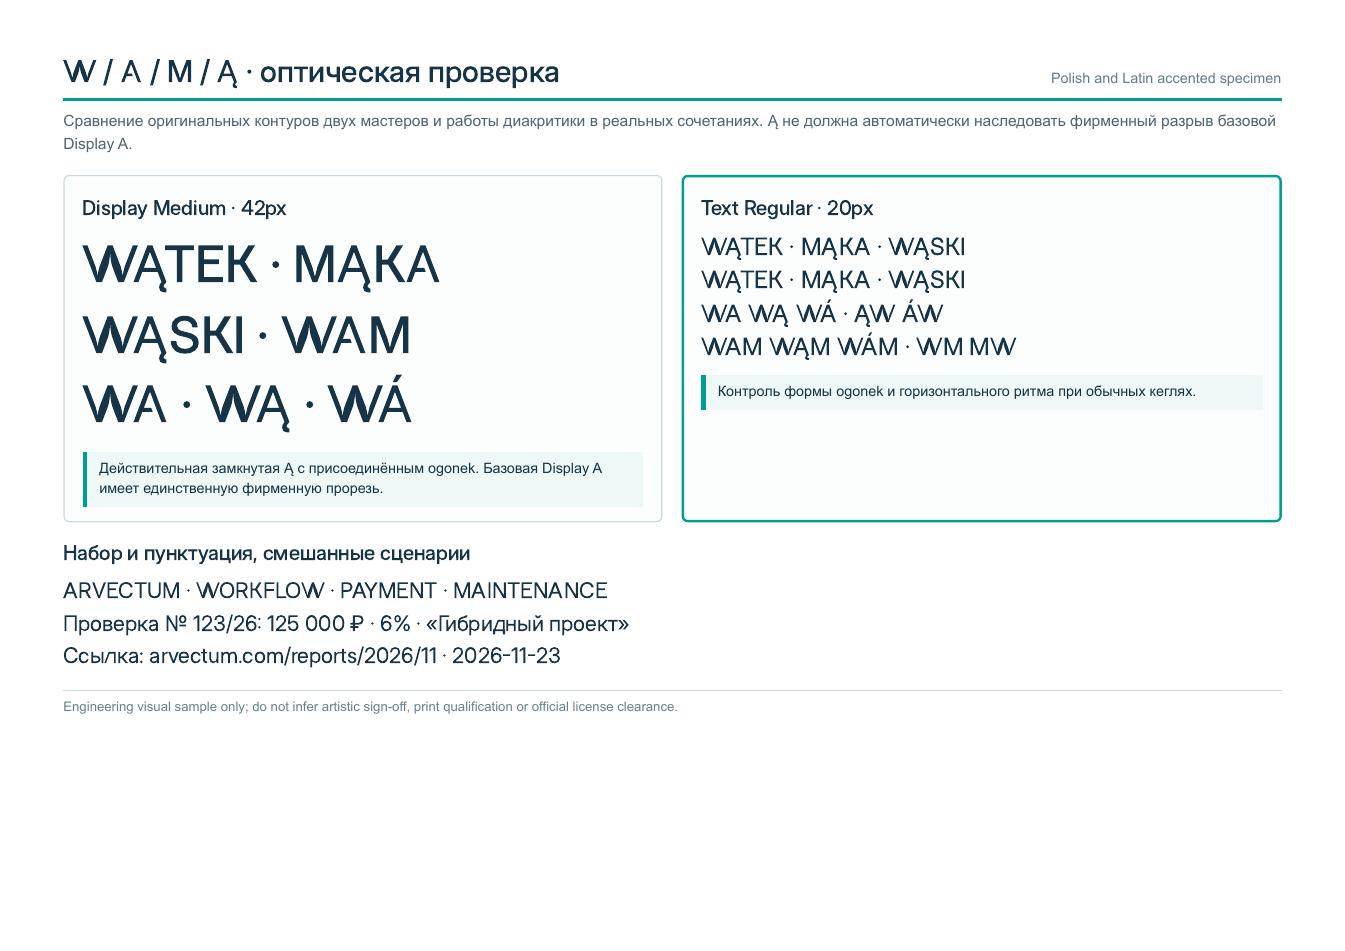 W / A / M / Ą · оптическая проверка
Polish and Latin accented specimen
Сравнение оригинальных контуров двух мастеров и работы диакритики в реальных сочетаниях. Ą не должна автоматически наследовать фирменный разрыв базовой
Display A.
Display Medium · 42px
WĄTEK · MĄKA
WĄSKI · WAM
WA · WĄ · WÁ
Действительная замкнутая Ą с присоединённым ogonek. Базовая Display A
имеет единственную фирменную прорезь.
Text Regular · 20px
WĄTEK · MĄKA · WĄSKI
WĄTEK · MĄKA · WĄSKI
WA WĄ WÁ · ĄW ÁW
WAM WĄM WÁM · WM MW
Контроль формы ogonek и горизонтального ритма при обычных кеглях.
Набор и пунктуация, смешанные сценарии
ARVECTUM · WORKFLOW · PAYMENT · MAINTENANCE
Проверка № 123/26: 125 000 ₽ · 6% · «Гибридный проект»
Ссылка: arvectum.com/reports/2026/11 · 2026-11-23
Engineering visual sample only; do not infer artistic sign-off, print qualification or official license clearance.